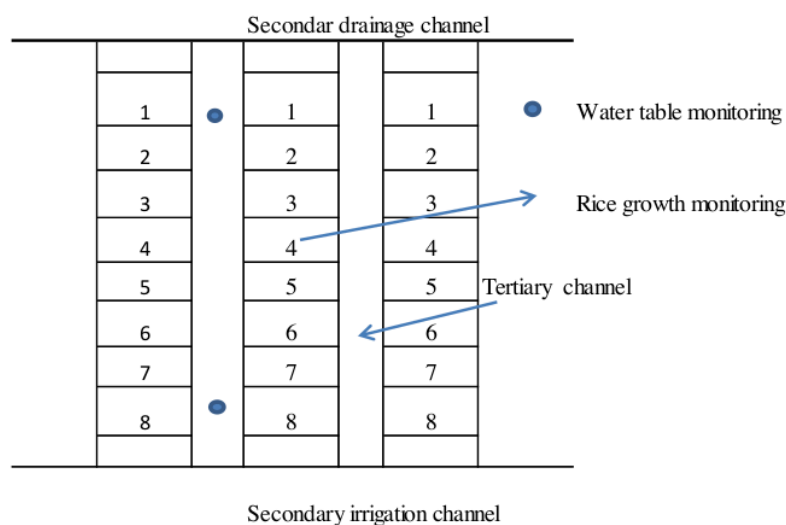 Secondar drainage channel
1 1 1 Water table monitoring
2 2 2
3 3 3 Rice growth monitoring
4 4 4
5 5 5 Tertiary channel
6 6 6
7 7 7
8 8 8
Secondary irrigation channel